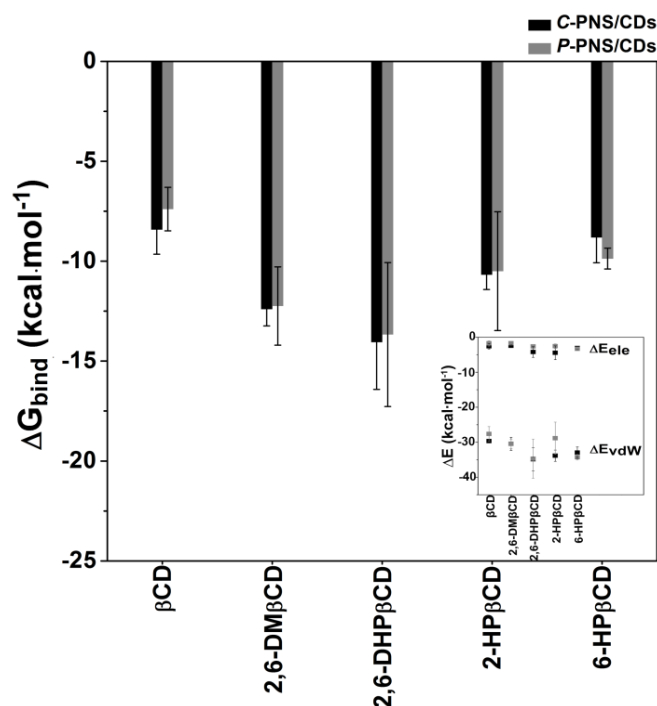 C-PNS/CDs
P-PNS/CDs
0
-5
-10
-15
-20
-25
ΔGbind (kcal·mol-1)
βCD
2,6-DMβCD
2,6-DHPβCD
2-HPβCD
6-HPβCD
0
-10
-20
-30
-40
ΔE (kcal·mol-1)
ΔEele
ΔEvdW
βCD
2,6-DMβCD
2,6-DHPβCD
2-HPβCD
6-HPβCD